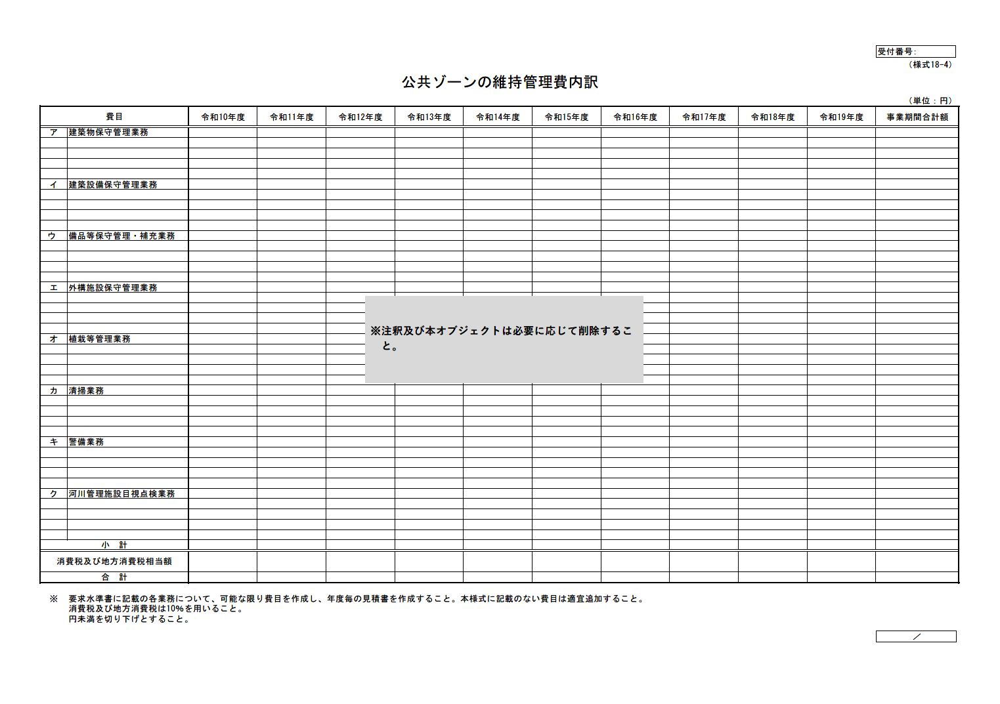 受付番号:
（様式18-4）
公共ゾーンの維持管理費内訳
（単位：円）
費目 令和10年度 令和11年度 令和12年度 令和13年度 令和14年度 令和15年度 令和16年度 令和17年度 令和18年度 令和19年度 事業期間合計額
ア 建築物保守管理業務
イ 建築設備保守管理業務
ウ 備品等保守管理・補充業務
エ 外構施設保守管理業務
※注釈及び本オブジェクトは必要に応じて削除するこ
と。
オ 植栽等管理業務
カ 清掃業務
キ 警備業務
ク 河川管理施設目視点検業務
小　計
消費税及び地方消費税相当額
合　計
※ 要求水準書に記載の各業務について、可能な限り費目を作成し、年度毎の見積書を作成すること。本様式に記載のない費目は適宜追加すること。
消費税及び地方消費税は10%を用いること。
円未満を切り下げとすること。
／